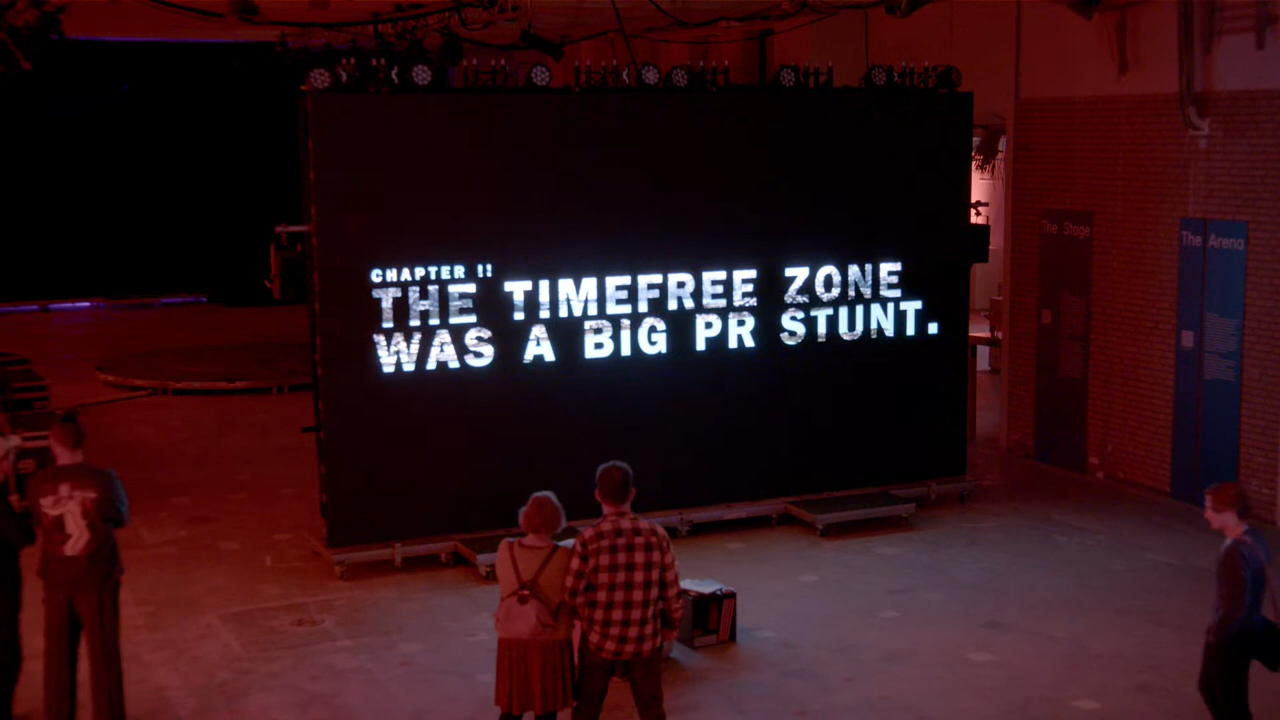 CHAPTER II
THE TIMEFREE ZONE
WAS A BIG PR STUNT.
The Stage
The Arena